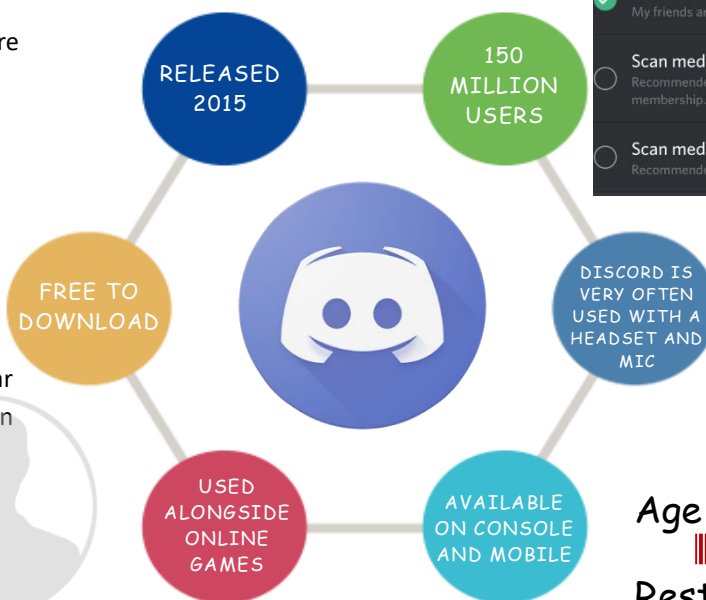 re
RELEASED
2015
150
MILLION
USERS
My friends ar
Scan med
Recommende
membership.
Scan med
Recommende
FREE TO
DOWNLOAD
DISCORD IS
VERY OFTEN
USED WITH A
HEADSET AND
MIC
ar
n
USED
ALONGSIDE
ONLINE
GAMES
AVAILABLE
ON CONSOLE
AND MOBILE
Age
Rest